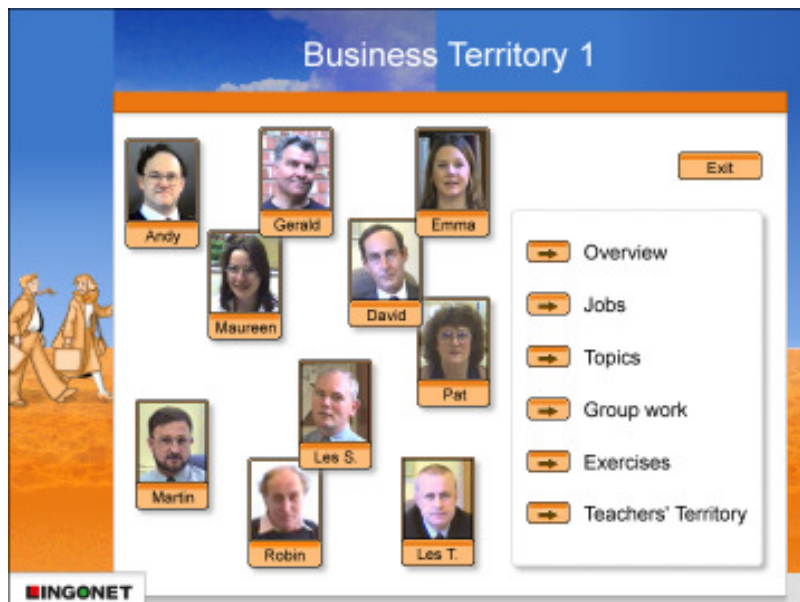 Business Territory 1
Exit
Andy
Gerald
Emma
Maureen
David
Pat
Les S.
Martin
Robin
Les T.
Overview
Jobs
Topics
Group work
Exercises
Teachers' Territory
LINGONET